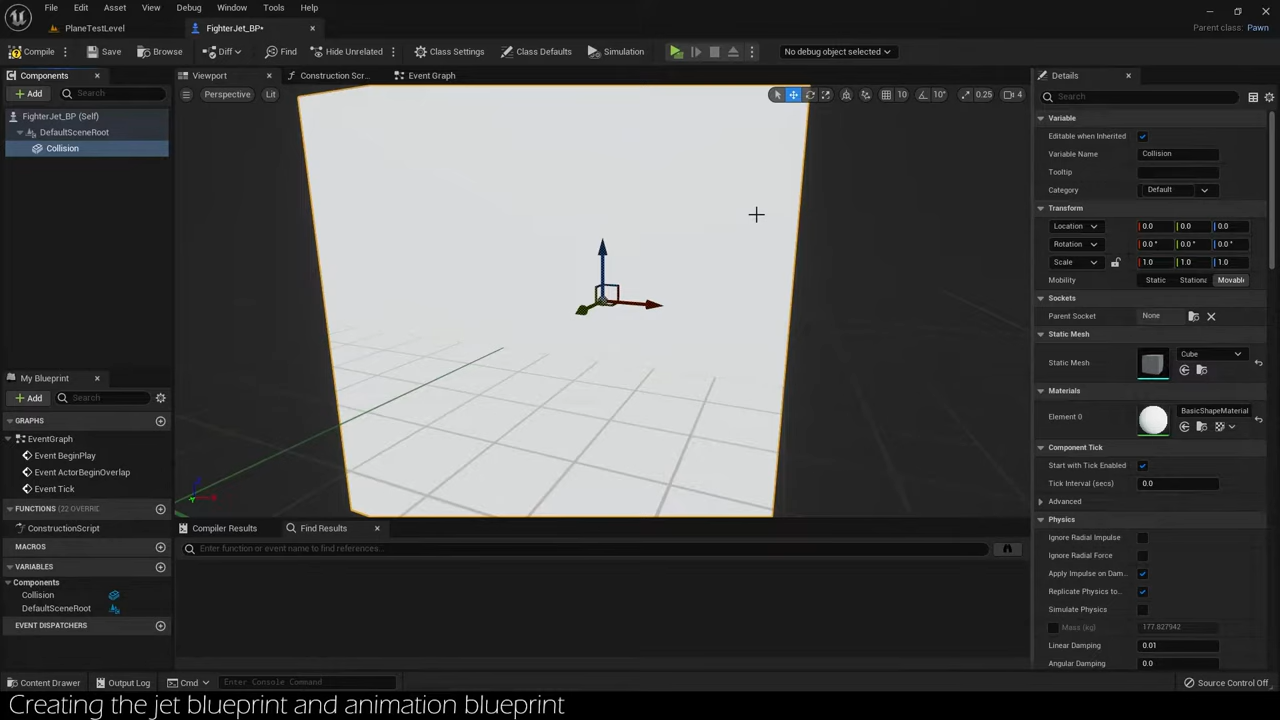 File Edit Asset View Debug Window Tools Help
PlaneTestLevel
FighterJet_BP*
Parent class: Pawn
Compile Save Browse Diff Find Hide Unrelated Class Settings Class Defaults Simulation No debug object selected
Components
Add Search
FighterJet_BP (Self)
DefaultSceneRoot
Collision
Viewport Construction Scr... Event Graph
Perspective Lit
10 10° 0.25 4
My Blueprint
Add Search
GRAPHS
EventGraph
Event BeginPlay
Event ActorBeginOverlap
Event Tick
FUNCTIONS (22 OVERRI
ConstructionScript
MACROS
VARIABLES
Components
Collision
DefaultSceneRoot
EVENT DISPATCHERS
Compiler Results Find Results
Enter function or event name to find references...
Details
Search
Variable
Editable when Inherited
Variable Name Collision
Tooltip
Category Default
Transform
Location 0.0 0.0 0.0
Rotation 0.0° 0.0° 0.0°
Scale 1.0 1.0 1.0
Mobility Static Stationa Movable
Sockets
Parent Socket None
Static Mesh
Static Mesh Cube
Materials
Element 0 BasicShapeMaterial
Component Tick
Start with Tick Enabled
Tick Interval (secs) 0.0
Advanced
Physics
Ignore Radial Impulse
Ignore Radial Force
Apply Impulse on Dam...
Replicate Physics to...
Simulate Physics
Mass (kg) 177.827942
Linear Damping 0.01
Angular Damping 0.0
Content Drawer Output Log Cmd Enter Console Command Source Control Off
Creating the jet blueprint and animation blueprint